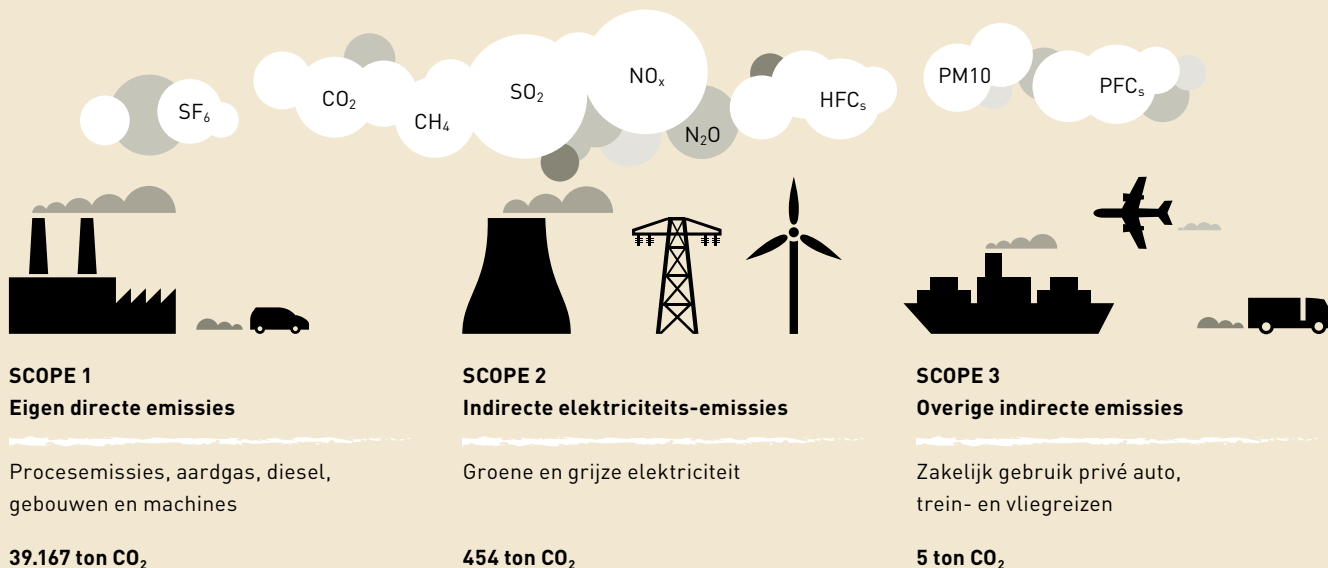 SF₆
CO₂
CH₄
SO₂
NOₓ
N₂O
HFCₛ
PM10
PFCₛ
SCOPE 1
Eigen directe emissies
Procesemissies, aardgas, diesel,
gebouwen en machines
39.167 ton CO₂
SCOPE 2
Indirecte elektriciteits-emissies
Groene en grijze elektriciteit
454 ton CO₂
SCOPE 3
Overige indirecte emissies
Zakelijk gebruik privé auto,
trein- en vliegreizen
5 ton CO₂